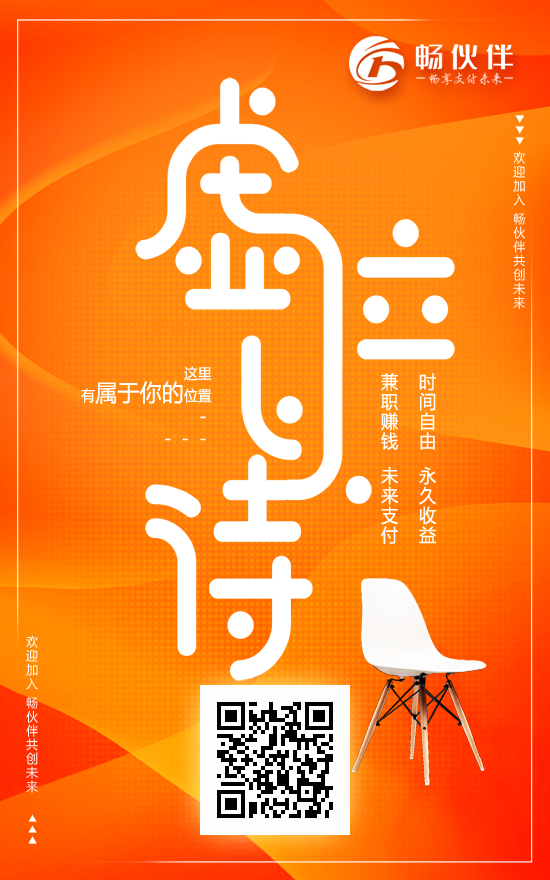 畅伙伴
畅享支付未来
欢迎加入 畅伙伴共创未来
虚位以待
这里
有属于你的位置
时间自由 永久收益
兼职赚钱 未来支付
欢迎加入 畅伙伴共创未来